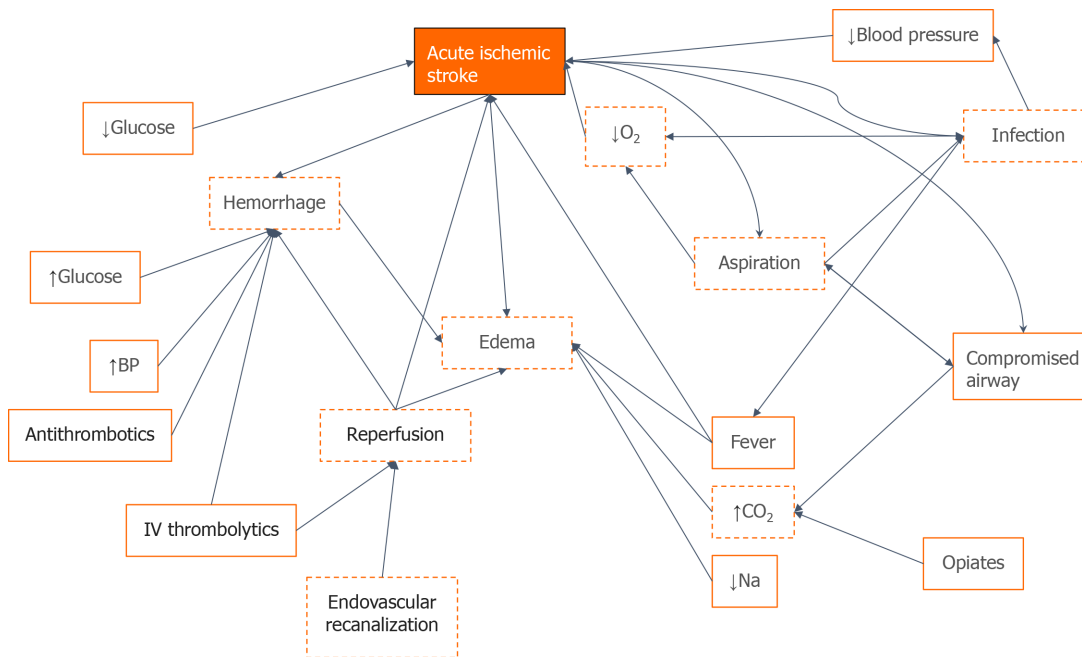 Acute ischemic
stroke
↓Blood pressure
↓Glucose
↓O₂
Infection
Hemorrhage
Aspiration
↑Glucose
Edema
↑BP
Compromised
airway
Antithrombotics
Reperfusion
Fever
IV thrombolytics
↑CO₂
Opiates
↓Na
Endovascular
recanalization